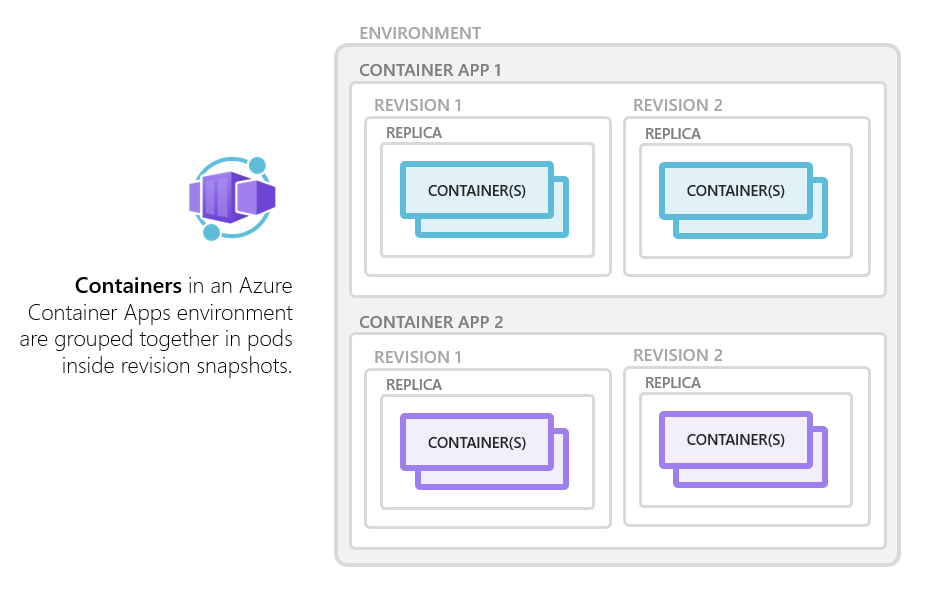 ENVIRONMENT
CONTAINER APP 1
REVISION 1
REPLICA
CONTAINER(S)
REVISION 2
REPLICA
CONTAINER(S)
Containers in an Azure
Container Apps environment
are grouped together in pods
inside revision snapshots.
CONTAINER APP 2
REVISION 1
REPLICA
CONTAINER(S)
REVISION 2
REPLICA
CONTAINER(S)